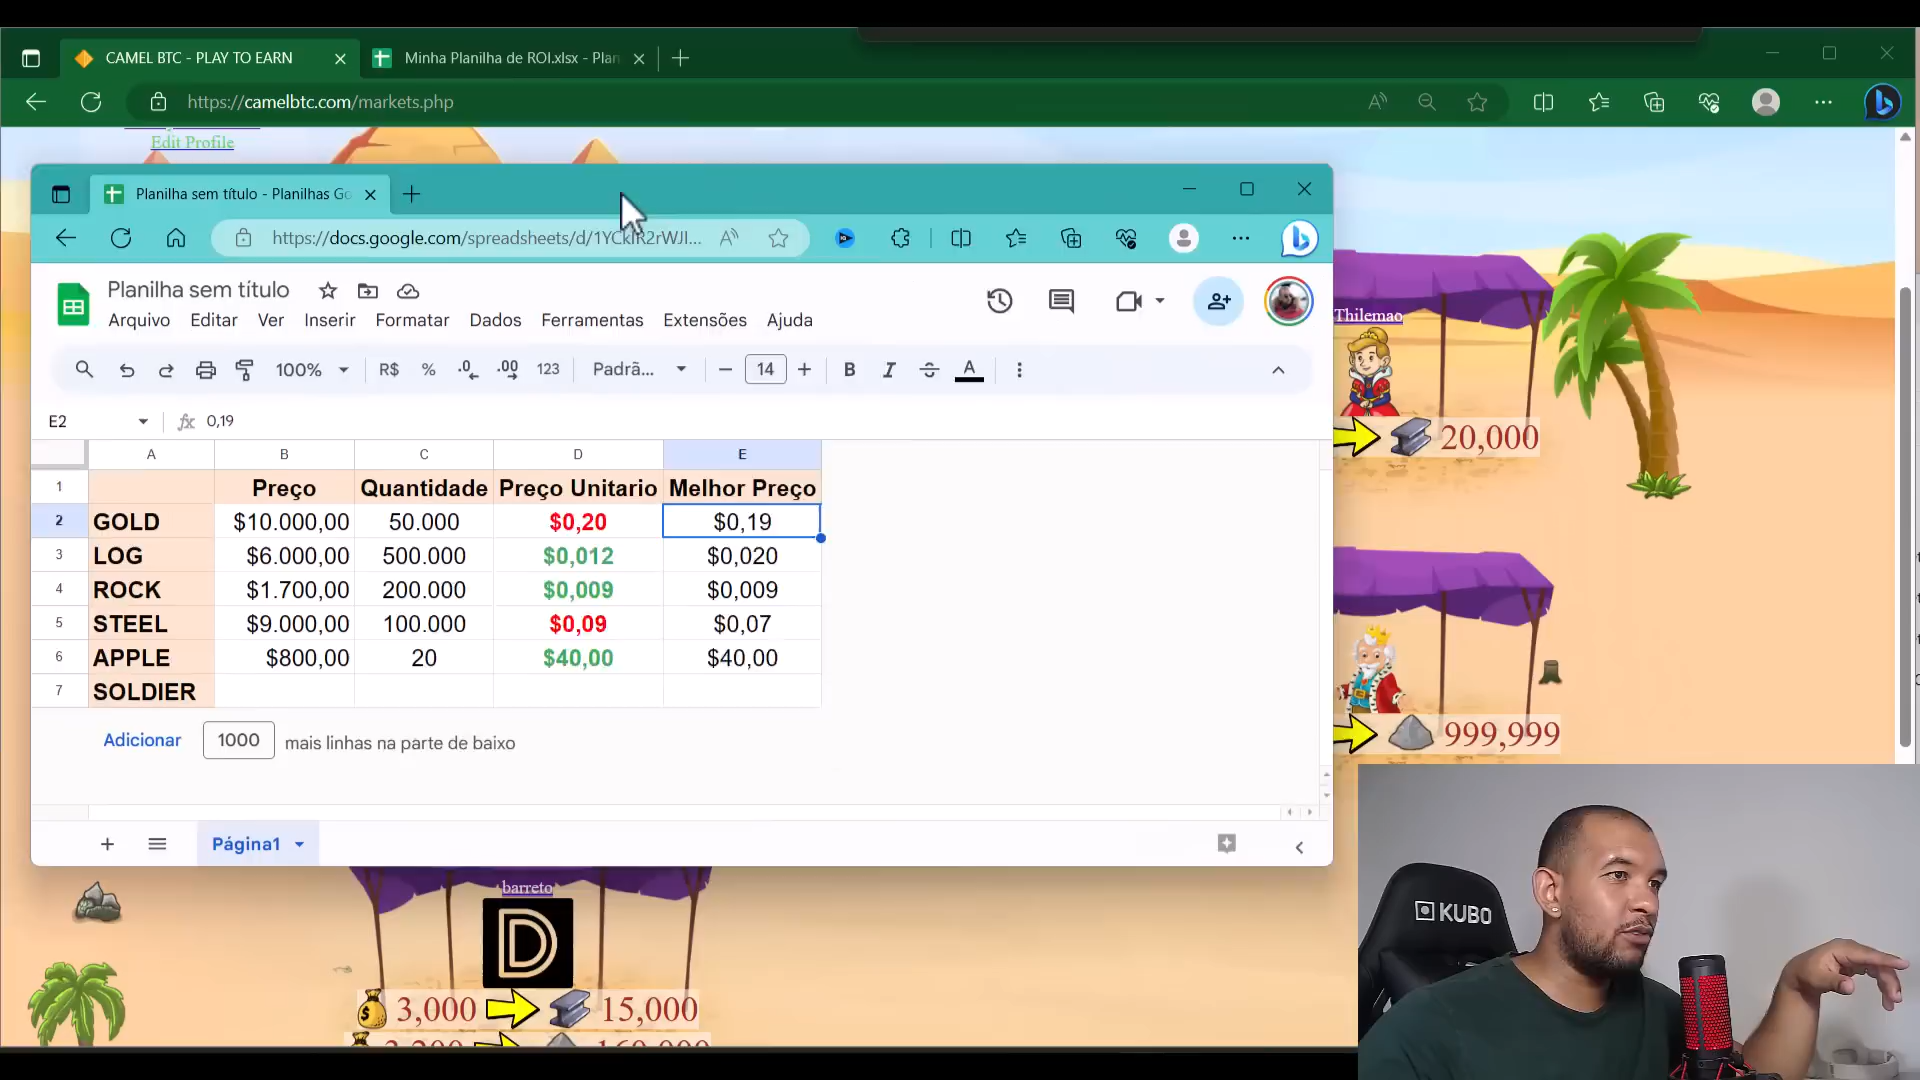 CAMEL BTC - PLAY TO EARN
Minha Planilha de ROI.xlsx - Plan
https://camelbtc.com/markets.php
Edit Profile
Planilha sem título - Planilhas Go
https://docs.google.com/spreadsheets/d/1YCkIR2rWJI...
Planilha sem título
Arquivo Editar Ver Inserir Formatar Dados Ferramentas Extensões Ajuda
100% R$ % .0 .00 123 Padrã... 14 B I A
E2 fx 0,19
A B C D E
1 Preço Quantidade Preço Unitario Melhor Preço
2 GOLD $10.000,00 50.000 $0,20 $0,19
3 LOG $6.000,00 500.000 $0,012 $0,020
4 ROCK $1.700,00 200.000 $0,009 $0,009
5 STEEL $9.000,00 100.000 $0,09 $0,07
6 APPLE $800,00 20 $40,00 $40,00
7 SOLDIER
Adicionar 1000 mais linhas na parte de baixo
Página1
Thilemao
20,000
999,999
barreto
D
3,000 15,000
3,200 160,000
KUBO